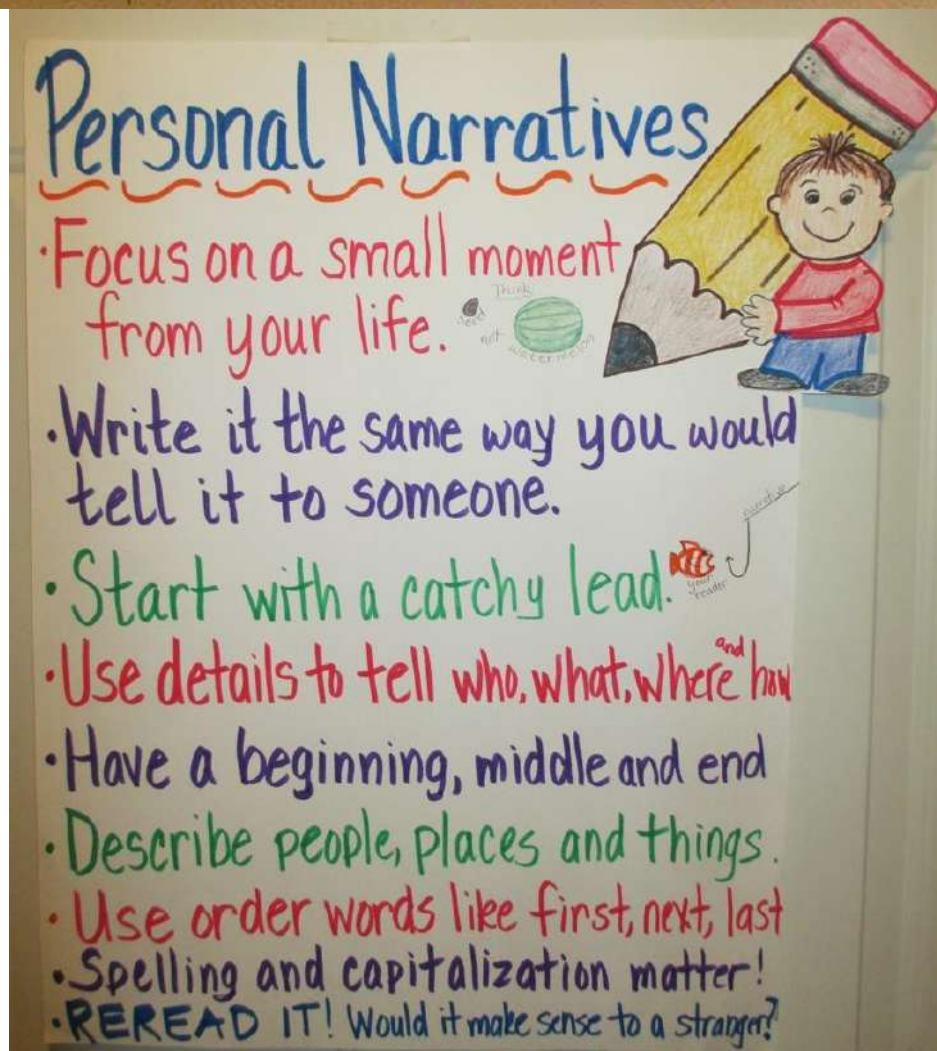 Personal Narratives
·Focus on a small moment
from your life.
Think
seed
not watermelon
·Write it the same way you would
tell it to someone.
narrative
·Start with a catchy lead.
your
reader
·Use details to tell who, what, where and how
·Have a beginning, middle and end
·Describe people, places and things.
·Use order words like first, next, last
·Spelling and capitalization matter!
·REREAD IT! Would it make sense to a stranger?